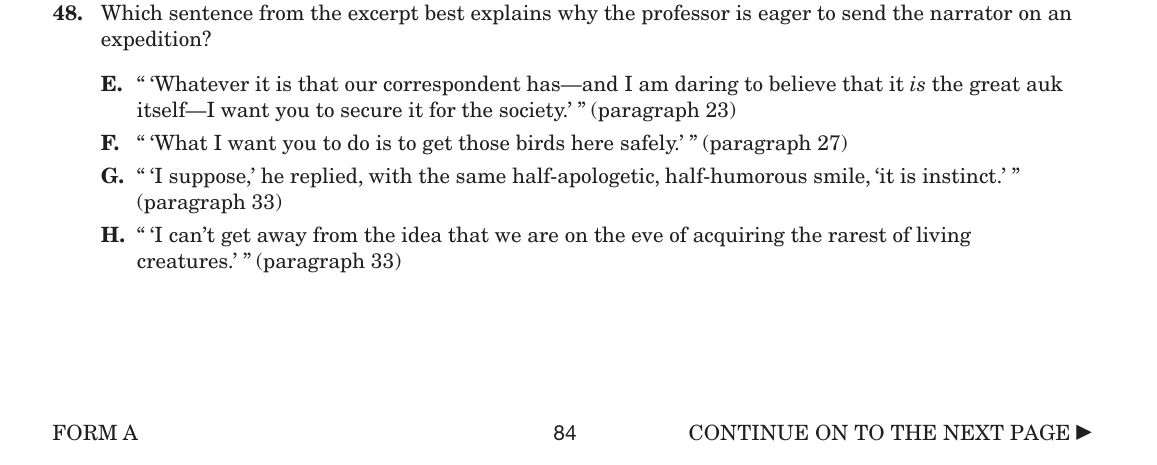 48. Which sentence from the excerpt best explains why the professor is eager to send the narrator on an
expedition?
E. “ ‘Whatever it is that our correspondent has—and I am daring to believe that it is the great auk
itself—I want you to secure it for the society.’ ” (paragraph 23)
F. “ ‘What I want you to do is to get those birds here safely.’ ” (paragraph 27)
G. “ ‘I suppose,’ he replied, with the same half-apologetic, half-humorous smile, ‘it is instinct.’ ”
(paragraph 33)
H. “ ‘I can’t get away from the idea that we are on the eve of acquiring the rarest of living
creatures.’ ” (paragraph 33)
FORM A 84 CONTINUE ON TO THE NEXT PAGE ►